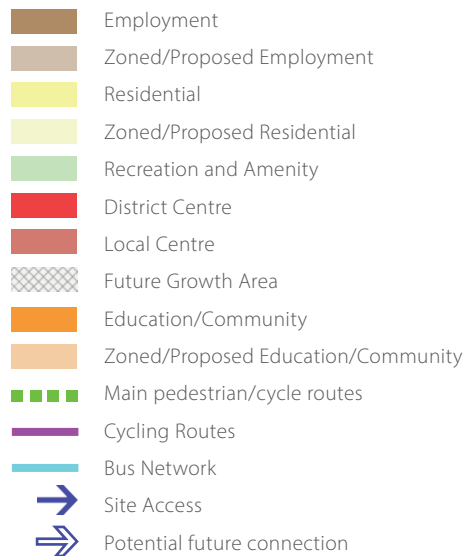 Employment
Zoned/Proposed Employment
Residential
Zoned/Proposed Residential
Recreation and Amenity
District Centre
Local Centre
Future Growth Area
Education/Community
Zoned/Proposed Education/Community
Main pedestrian/cycle routes
Cycling Routes
Bus Network
Site Access
Potential future connection